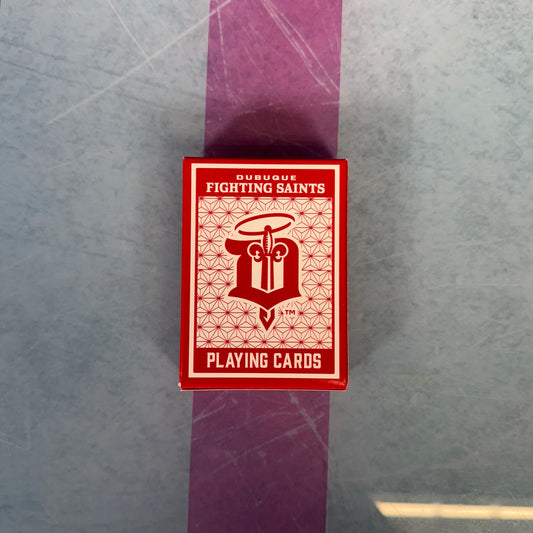 DUBUQUE
FIGHTING SAINTS
D
TM
PLAYING CARDS